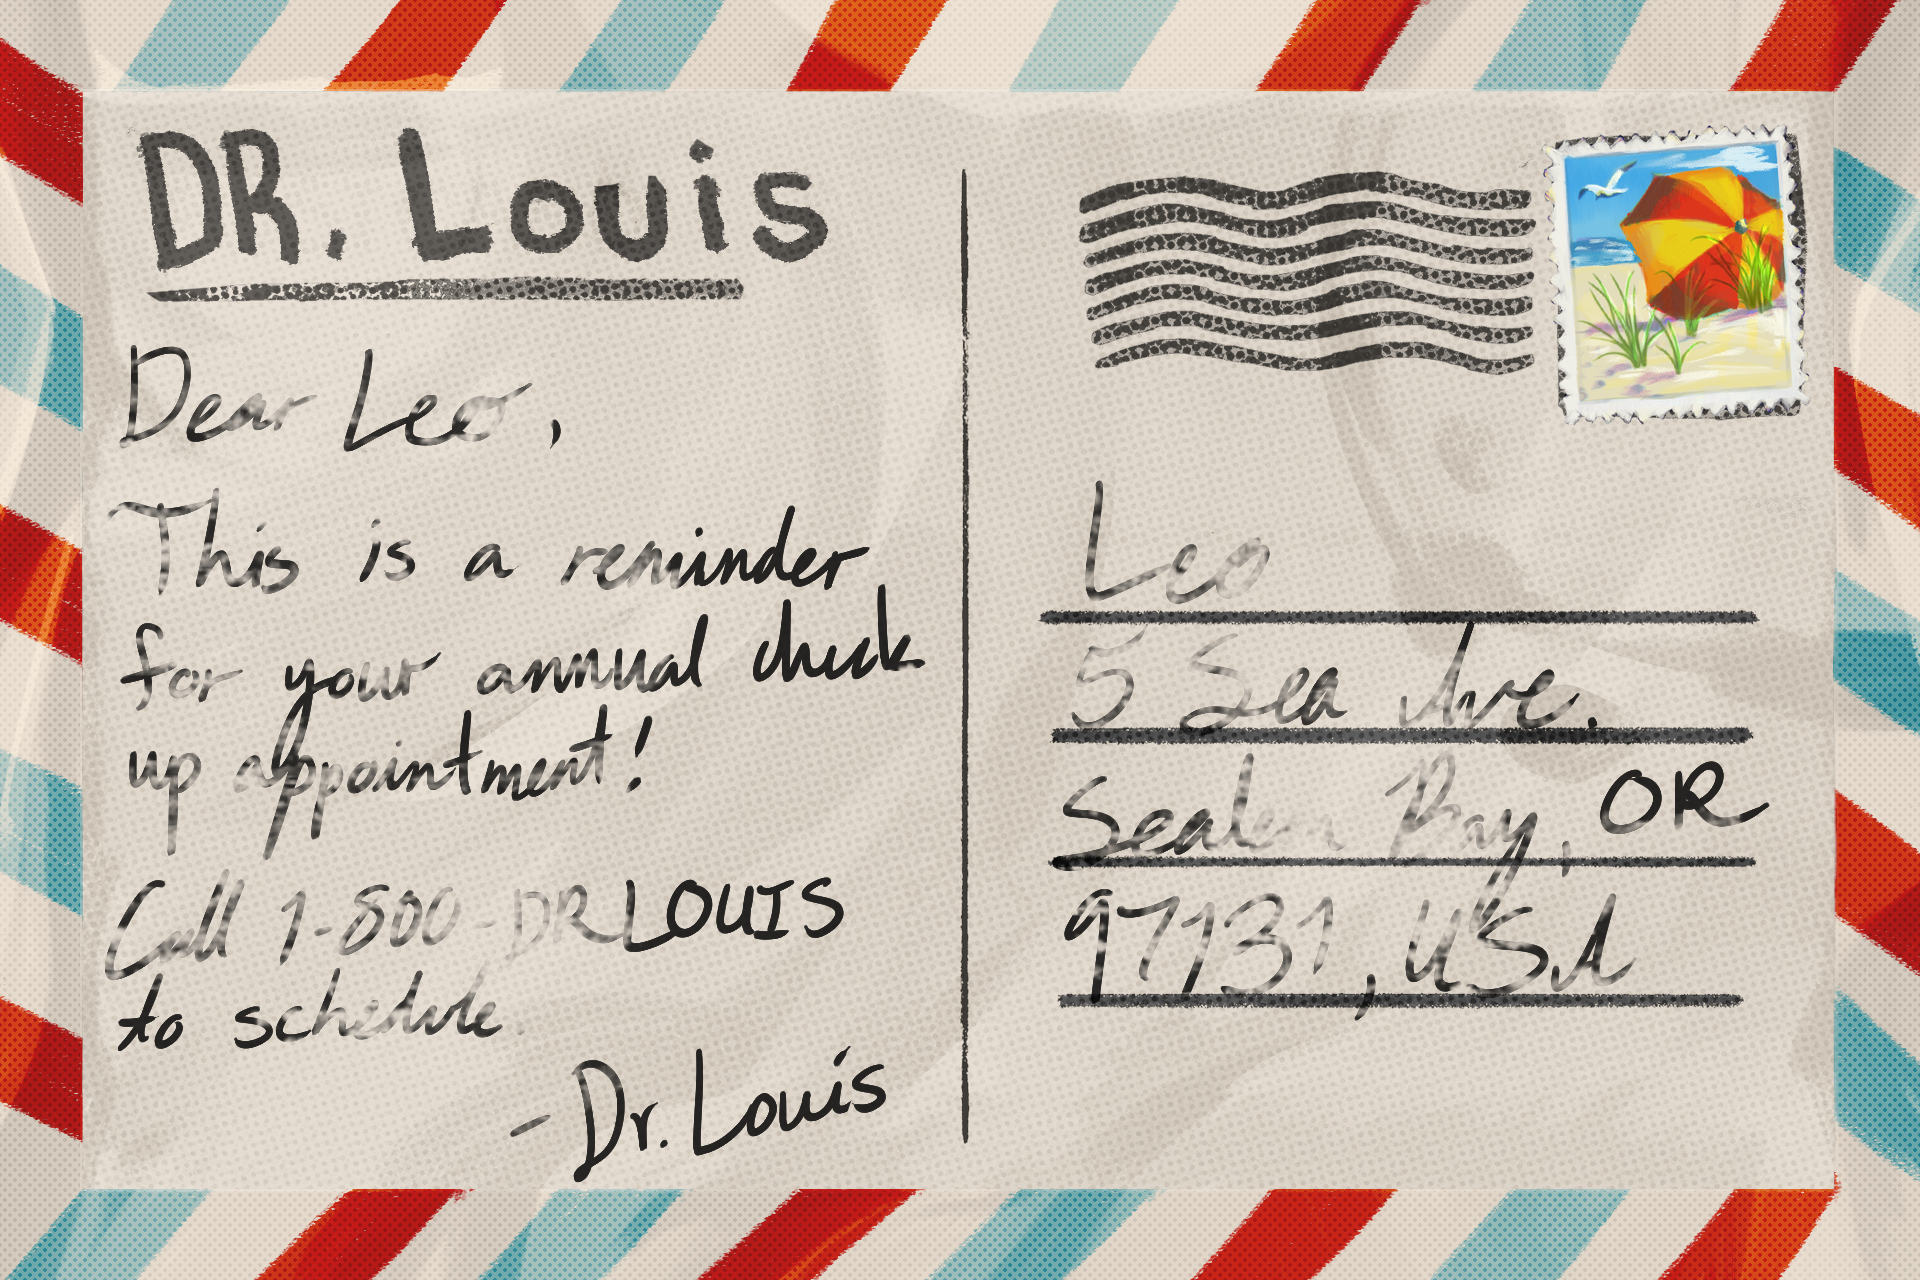 DR. Louis
Dear Leo,
This is a reminder
for your annual check
up appointment!
Call 1-800-DRLOUIS
to schedule.
- Dr. Louis
Leo
5 Sea Ave.
Sealen Bay, OR
97131, USA